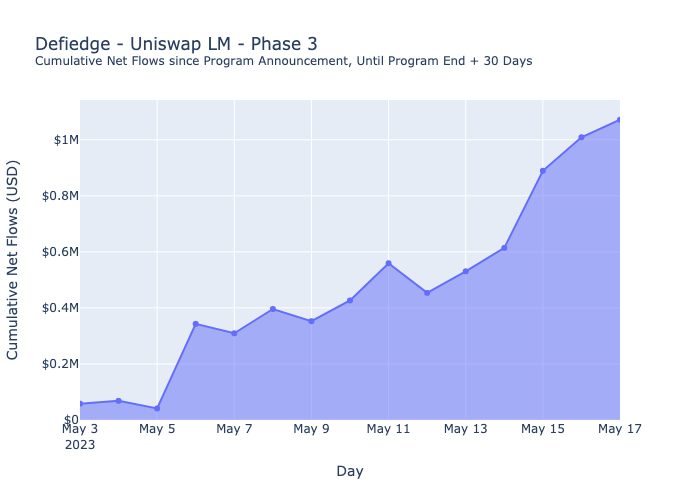 Defiedge - Uniswap LM - Phase 3
Cumulative Net Flows since Program Announcement, Until Program End + 30 Days
Cumulative Net Flows (USD)
$1M
$0.8M
$0.6M
$0.4M
$0.2M
$0
May 3 May 5 May 7 May 9 May 11 May 13 May 15 May 17
2023
Day